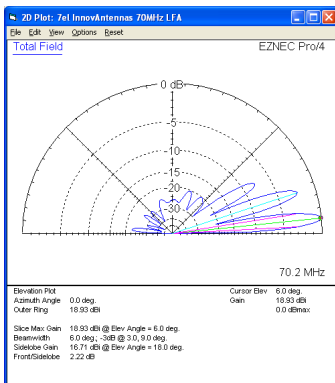 2D Plot: 7el InnovAntennas 70MHz LFA
File Edit View Options Reset
Total Field
EZNEC Pro/4
0 dB
-5
-10
-15
-20
-30
70.2 MHz
Elevation Plot
Cursor Elev 6.0 deg.
Azimuth Angle 0.0 deg.
Gain 18.93 dBi
Outer Ring 18.93 dBi
0.0 dBmax
Slice Max Gain 18.93 dBi @ Elev Angle = 6.0 deg.
Beamwidth 6.0 deg.; -3dB @ 3.0, 9.0 deg.
Sidelobe Gain 16.71 dBi @ Elev Angle = 18.0 deg.
Front/Sidelobe 2.22 dB